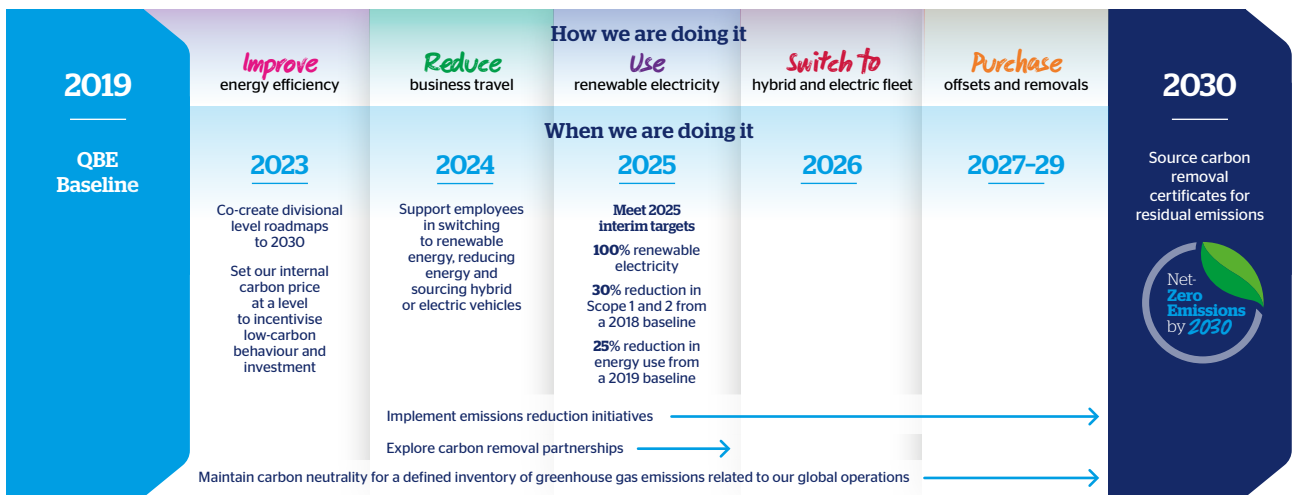 2019
QBE
Baseline
How we are doing it
Improve
energy efficiency
Reduce
business travel
Use
renewable electricity
Switch to
hybrid and electric fleet
Purchase
offsets and removals
When we are doing it
2023
Co-create divisional
level roadmaps
to 2030
Set our internal
carbon price
at a level
to incentivise
low-carbon
behaviour and
investment
2024
Support employees
in switching
to renewable
energy, reducing
energy and
sourcing hybrid
or electric vehicles
2025
Meet 2025
interim targets
100% renewable
electricity
30% reduction in
Scope 1 and 2 from
a 2018 baseline
25% reduction in
energy use from
a 2019 baseline
2026
2027–29
Implement emissions reduction initiatives
Explore carbon removal partnerships
Maintain carbon neutrality for a defined inventory of greenhouse gas emissions related to our global operations
2030
Source carbon
removal
certificates for
residual emissions
Net-
Zero
Emissions
by 2030